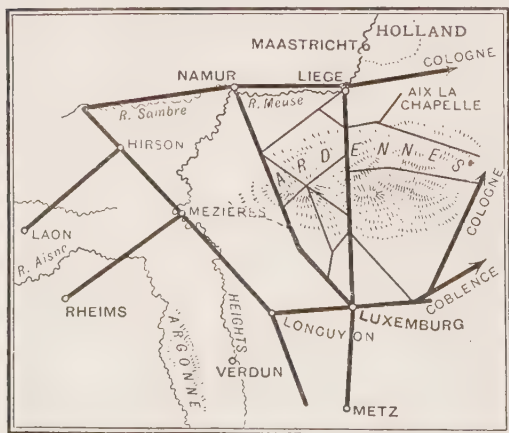 HOLLAND
MAASTRICHT
COLOGNE
NAMUR
LIEGE
AIX LA
CHAPELLE
R. Sambre
R. Meuse
HIRSON
ARDENNES
MEZIÈRES
COLOGNE
LAON
R. Aisne
COBLENCE
RHEIMS
HEIGHTS
LONGUYON
LUXEMBURG
ARGONNE
VERDUN
METZ